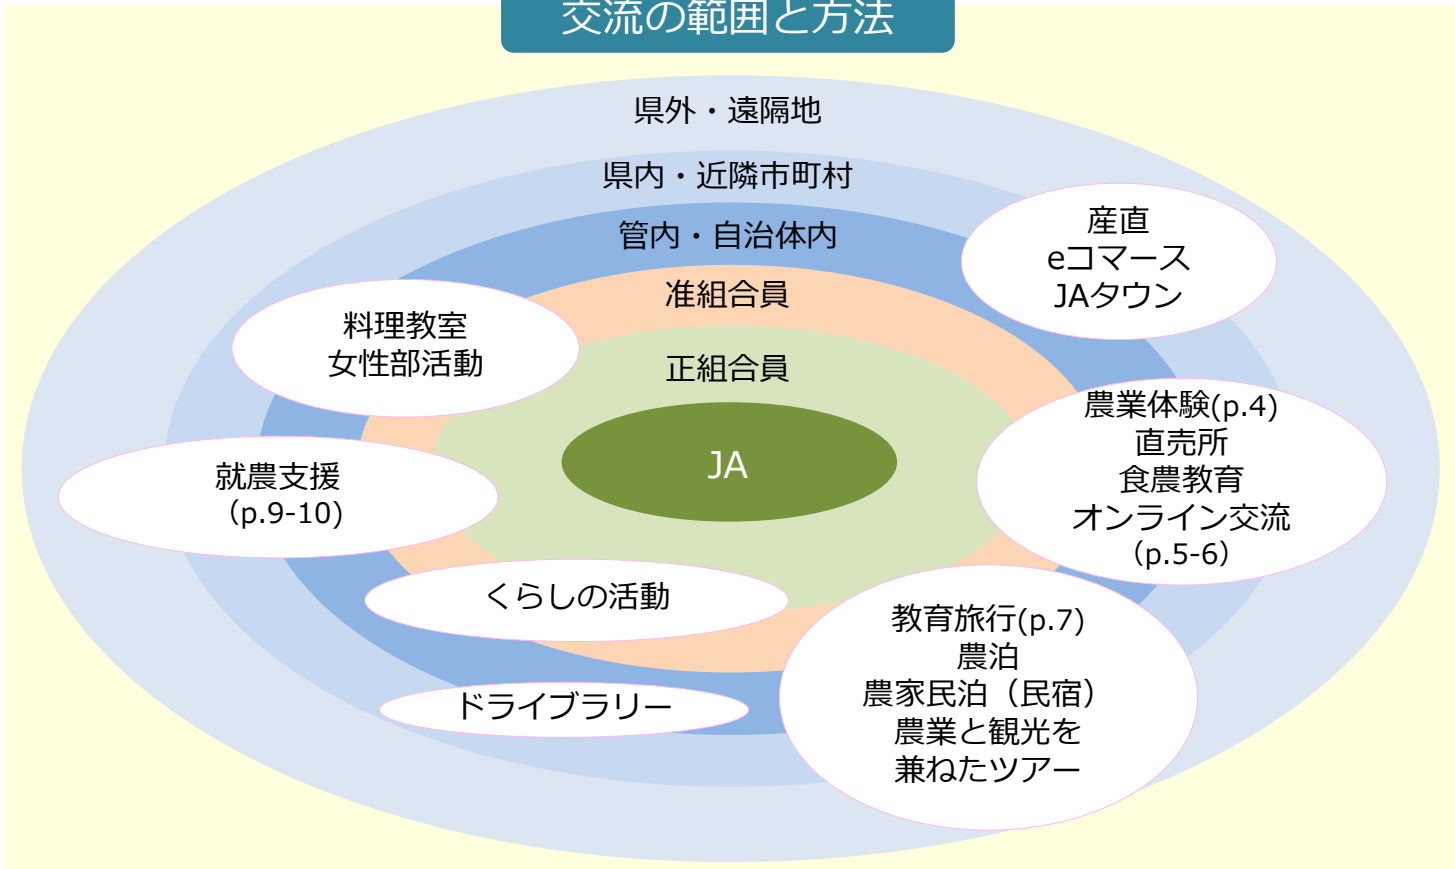 交流の範囲と方法
県外・遠隔地
県内・近隣市町村
管内・自治体内
准組合員
正組合員
JA
産直
eコマース
JAタウン
料理教室
女性部活動
農業体験(p.4)
直売所
食農教育
オンライン交流
（p.5-6）
就農支援
（p.9-10)
くらしの活動
教育旅行(p.7)
農泊
農家民泊（民宿）
農業と観光を
兼ねたツアー
ドライブラリー